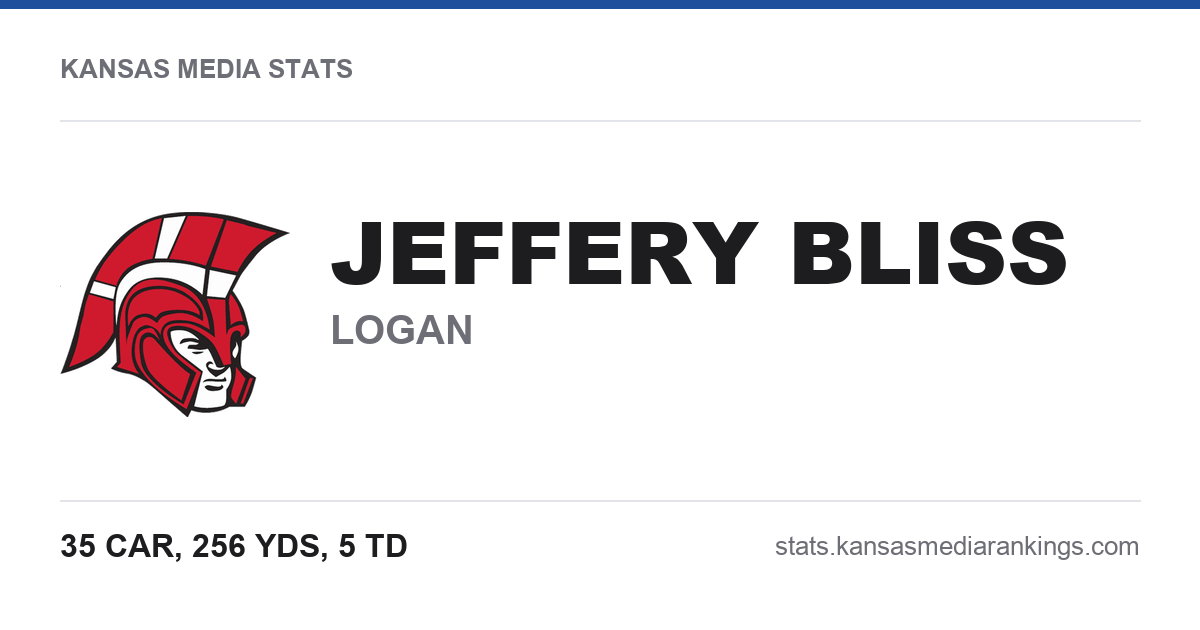 KANSAS MEDIA STATS
JEFFERY BLISS
LOGAN
35 CAR, 256 YDS, 5 TD
stats.kansasmediarankings.com